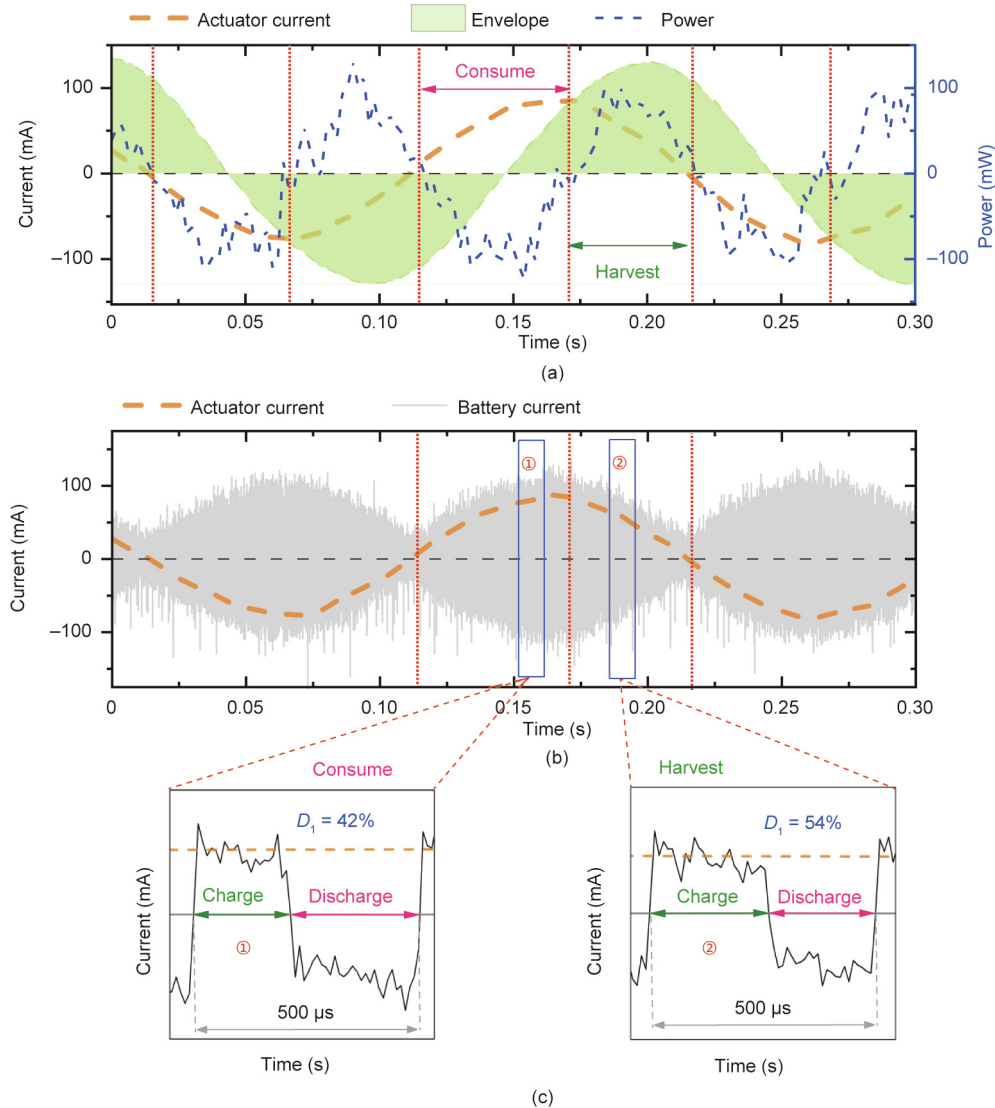 Actuator current Envelope Power
Consume
Harvest
100
0
−100
Current (mA)
100
0
−100
Power (mW)
0 0.05 0.10 0.15 0.20 0.25 0.30
Time (s)
(a)
Actuator current Battery current
① ②
100
0
−100
Current (mA)
0 0.05 0.10 0.15 0.20 0.25 0.30
Time (s)
(b)
Consume Harvest
D1 = 42%
Charge Discharge
①
500 μs
Current (mA)
Time (s)
D1 = 54%
Charge Discharge
②
500 μs
Current (mA)
Time (s)
(c)